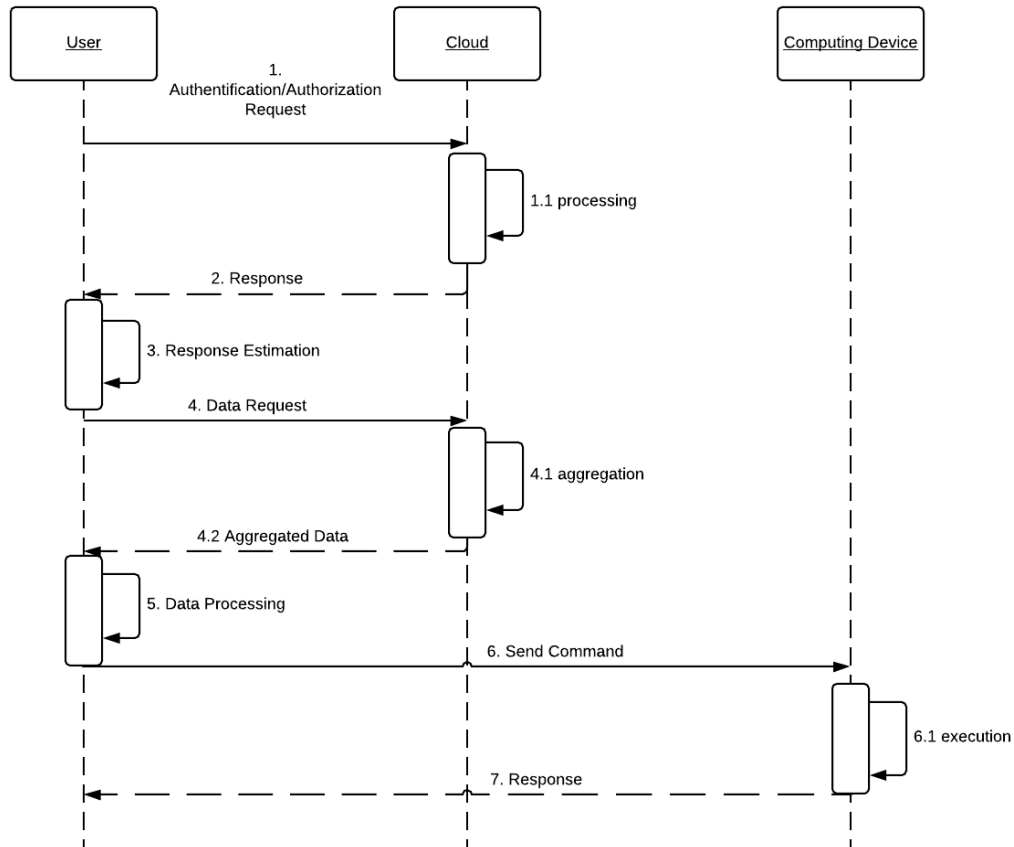 User
Cloud
Computing Device
1.
Authentification/Authorization
Request
1.1 processing
2. Response
3. Response Estimation
4. Data Request
4.1 aggregation
4.2 Aggregated Data
5. Data Processing
6. Send Command
6.1 execution
7. Response